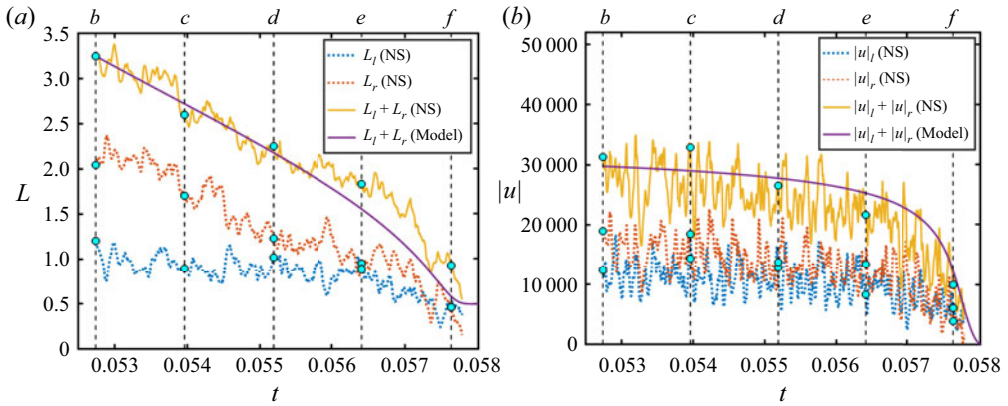 (a) b c d e f
3.5
3.0
2.5
2.0
1.5
1.0
0.5
0
L
L_l (NS)
L_r (NS)
L_l + L_r (NS)
L_l + L_r (Model)
0.053 0.054 0.055 0.056 0.057 0.058
t
(b) b c d e f
50 000
40 000
30 000
20 000
10 000
0
|u|
|u|_l (NS)
|u|_r (NS)
|u|_l + |u|_r (NS)
|u|_l + |u|_r (Model)
0.053 0.054 0.055 0.056 0.057 0.058
t